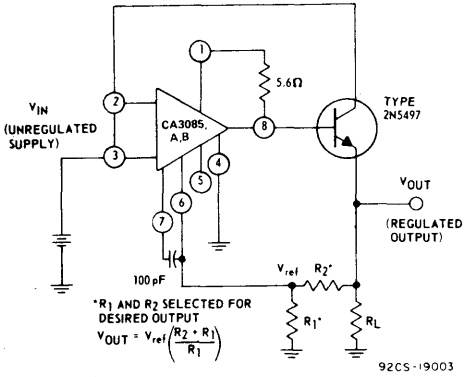 1
5.6Ω
VIN
(UNREGULATED
SUPPLY)
2
3
CA3085,
A,B
8
TYPE
2N5497
4
5
6
7
VOUT
(REGULATED
OUTPUT)
100 pF
Vref
R2*
R1*
RL
*R1 AND R2 SELECTED FOR
DESIRED OUTPUT
VOUT = Vref (R2 + R1 / R1)
92CS-19003